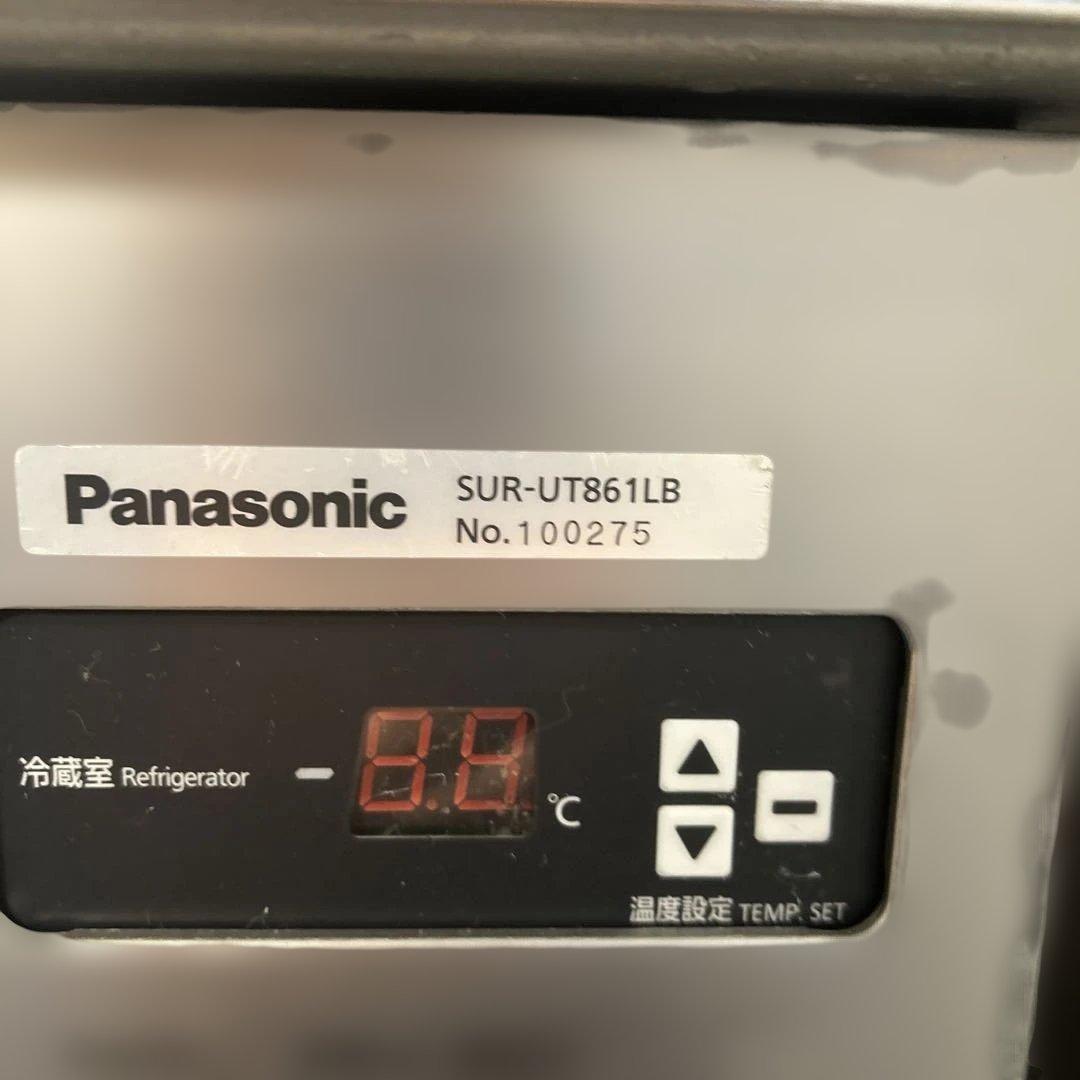 Panasonic
SUR-UT861LB
No.100275
冷蔵室 Refrigerator
℃
温度設定 TEMP. SET